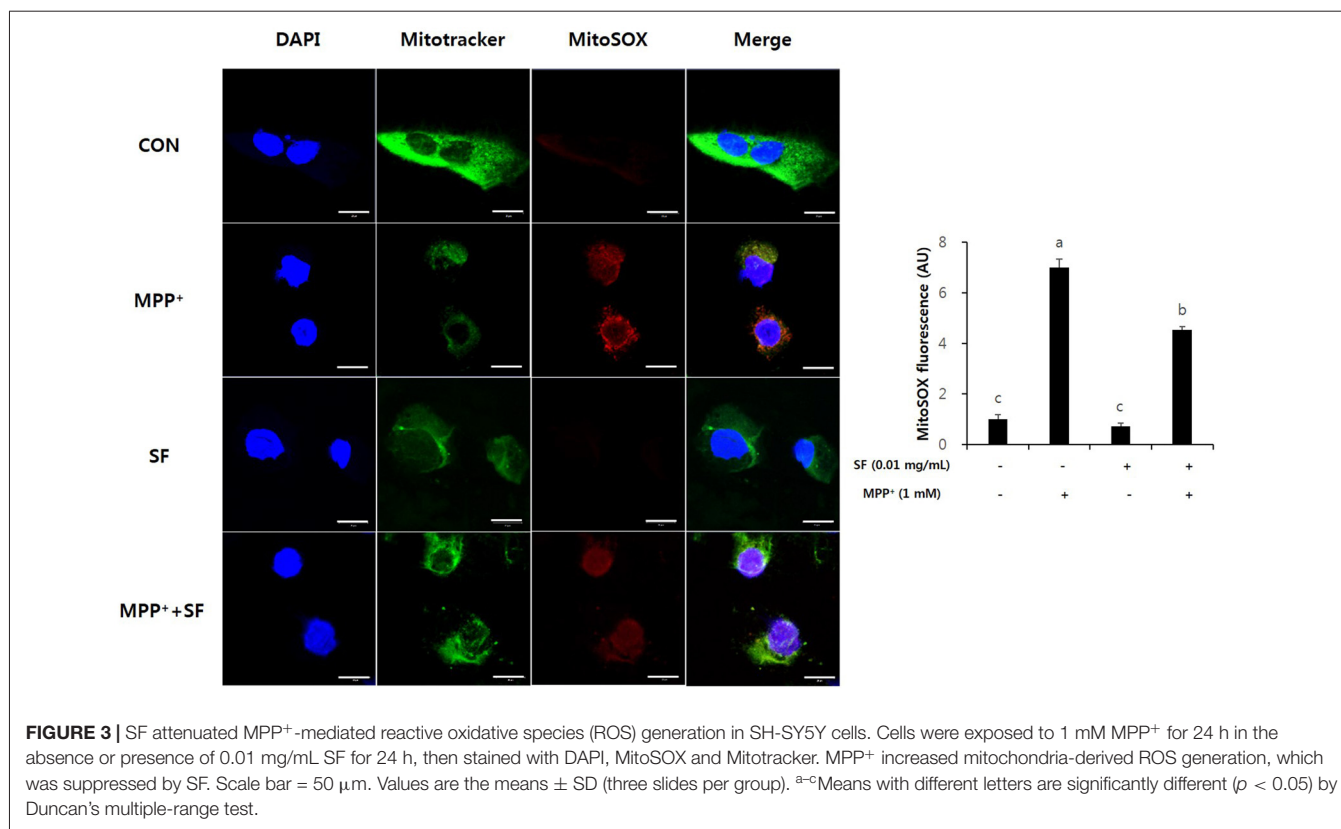 DAPI Mitotracker MitoSOX Merge
CON
MPP⁺
SF
MPP⁺+SF
MitoSOX fluorescence (AU)
8
6
4
2
0
c a c b
SF (0.01 mg/mL) - - + +
MPP⁺ (1 mM) - + - +
FIGURE 3 | SF attenuated MPP⁺-mediated reactive oxidative species (ROS) generation in SH-SY5Y cells. Cells were exposed to 1 mM MPP⁺ for 24 h in the
absence or presence of 0.01 mg/mL SF for 24 h, then stained with DAPI, MitoSOX and Mitotracker. MPP⁺ increased mitochondria-derived ROS generation, which
was suppressed by SF. Scale bar = 50 μm. Values are the means ± SD (three slides per group). ᵃ⁻ᶜMeans with different letters are significantly different (p < 0.05) by
Duncan's multiple-range test.